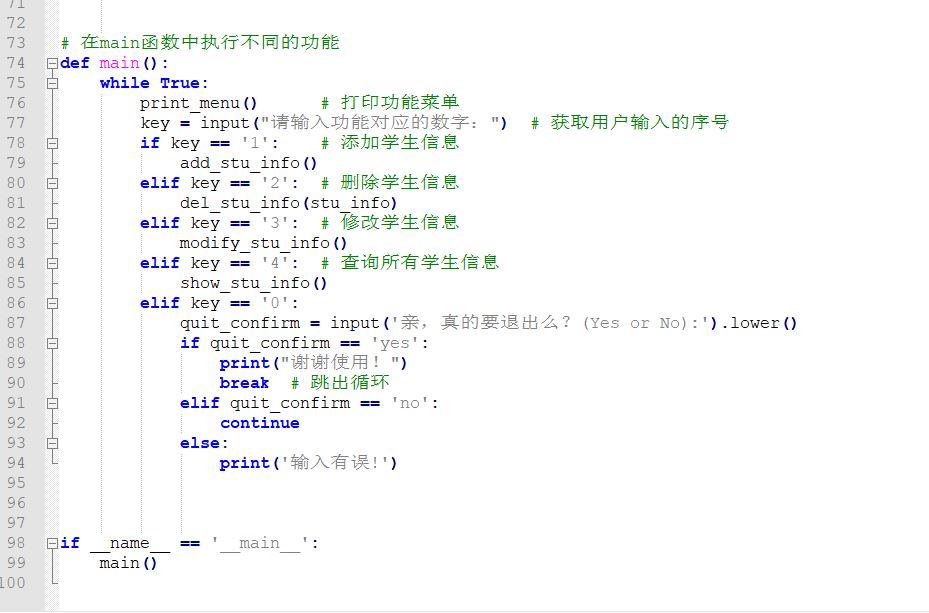 71
72
73 # 在main函数中执行不同的功能
74 def main():
75     while True:
76         print_menu()      # 打印功能菜单
77         key = input("请输入功能对应的数字: ")  # 获取用户输入的序号
78         if key == '1':    # 添加学生信息
79             add_stu_info()
80         elif key == '2':  # 删除学生信息
81             del_stu_info(stu_info)
82         elif key == '3':  # 修改学生信息
83             modify_stu_info()
84         elif key == '4':  # 查询所有学生信息
85             show_stu_info()
86         elif key == '0':
87             quit_confirm = input('亲，真的要退出么？(Yes or No):').lower()
88             if quit_confirm == 'yes':
89                 print("谢谢使用！")
90                 break  # 跳出循环
91             elif quit_confirm == 'no':
92                 continue
93             else:
94                 print('输入有误!')
95
96
97
98 if __name__ == '__main__':
99     main()
100